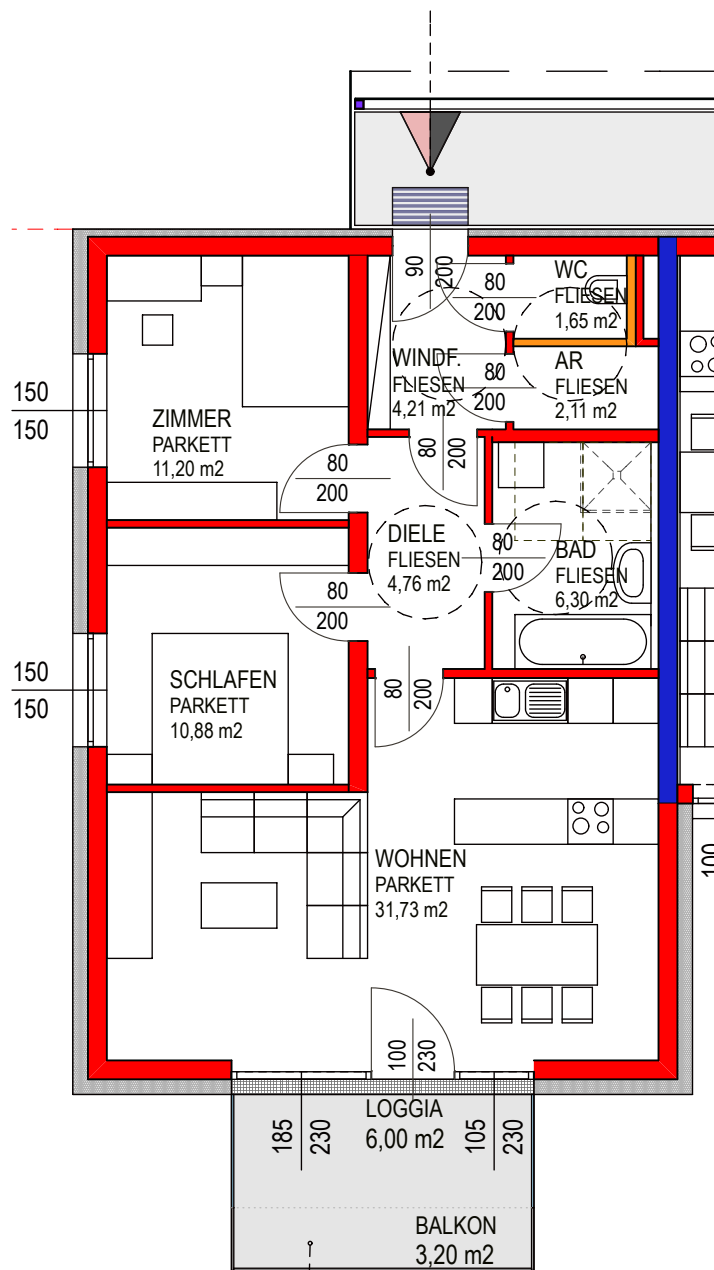 90
200
80
200
WC
FLIESEN
1,65 m2
WINDF.
FLIESEN
4,21 m2
80
200
AR
FLIESEN
2,11 m2
150
150
ZIMMER
PARKETT
11,20 m2
80
200
80
200
DIELE
FLIESEN
4,76 m2
80
200
BAD
FLIESEN
6,30 m2
80
200
150
150
SCHLAFEN
PARKETT
10,88 m2
80
200
WOHNEN
PARKETT
31,73 m2
100
100
230
LOGGIA
6,00 m2
185
230
105
230
BALKON
3,20 m2